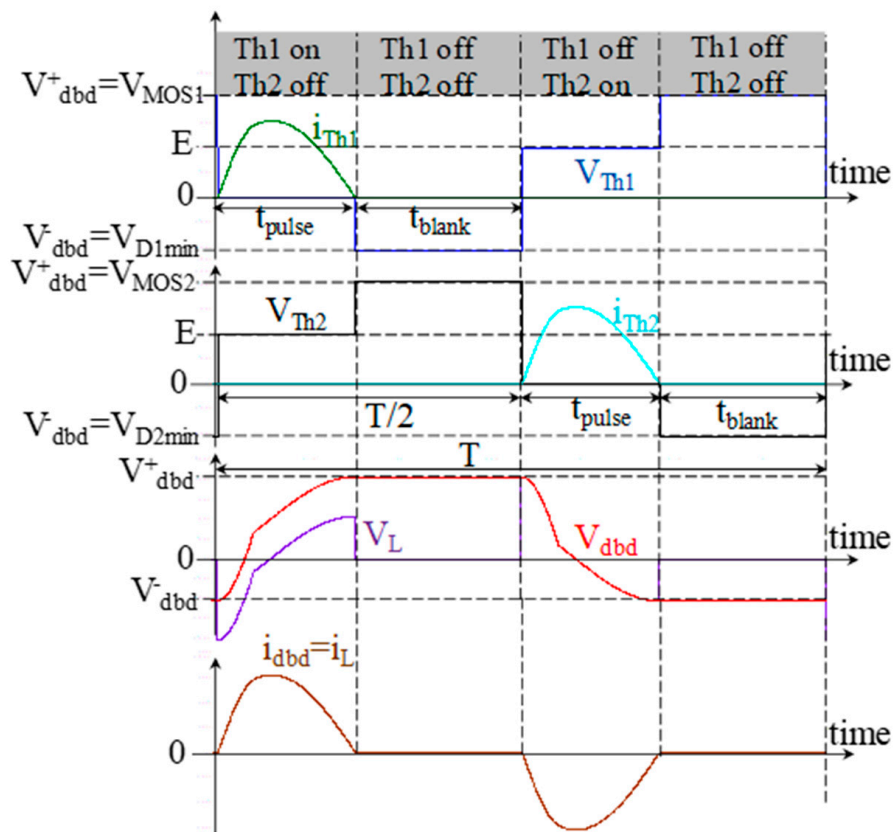 Th1 on Th1 off Th1 off Th1 off
Th2 off Th2 off Th2 on Th2 off
V⁺dbd=VMOS1
iTh1
E
VTh1
time
0
tpulse
tblank
V⁻dbd=VD1min
V⁺dbd=VMOS2
VTh2
iTh2
E
time
0
T/2
tpulse
tblank
V⁻dbd=VD2min
T
V⁺dbd
VL
Vdbd
time
0
V⁻dbd
idbd=iL
time
0